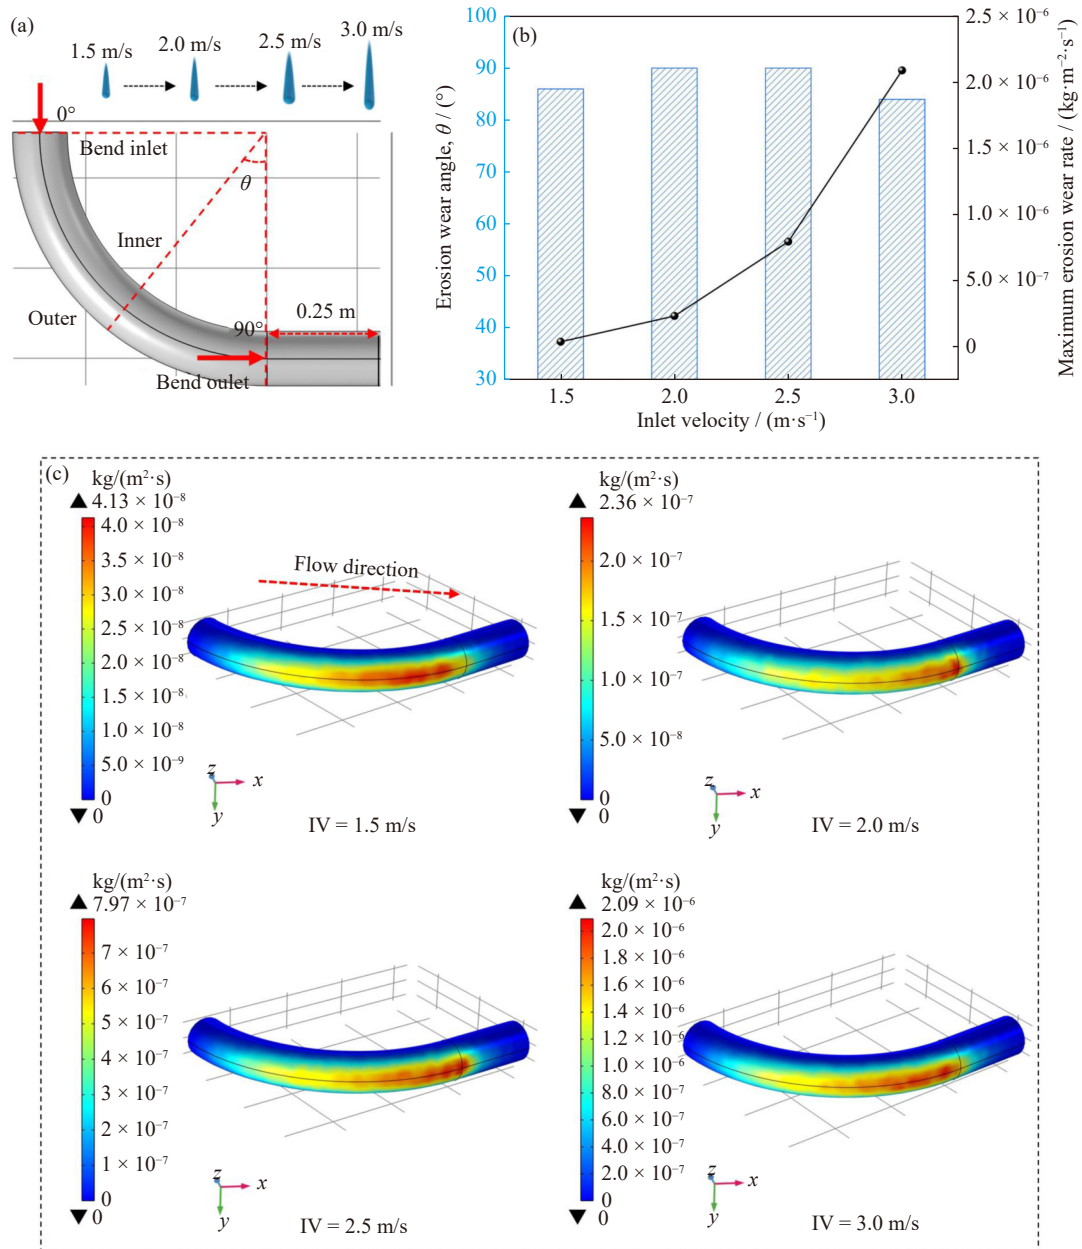 (a)
1.5 m/s
2.0 m/s
2.5 m/s
3.0 m/s
0°
Bend inlet
θ
Inner
Outer
90°
0.25 m
Bend oulet
(b)
Erosion wear angle, θ / (°)
100
90
80
70
60
50
40
30
1.5
2.0
2.5
3.0
Inlet velocity / (m·s⁻¹)
2.5 × 10⁻⁶
2.0 × 10⁻⁶
1.5 × 10⁻⁶
1.0 × 10⁻⁶
5.0 × 10⁻⁷
0
Maximum erosion wear rate / (kg·m⁻²·s⁻¹)
(c)
kg/(m²·s)
4.13 × 10⁻⁸
4.0 × 10⁻⁸
3.0 × 10⁻⁸
3.0 × 10⁻⁸
2.0 × 10⁻⁸
2.0 × 10⁻⁸
1.0 × 10⁻⁸
5.0 × 10⁻⁹
0
0
Flow direction
z
x
y
IV = 1.5 m/s
kg/(m²·s)
2.36 × 10⁻⁷
2.0 × 10⁻⁷
1.5 × 10⁻⁷
1.0 × 10⁻⁷
5.0 × 10⁻⁸
0
0
z
x
y
IV = 2.0 m/s
kg/(m²·s)
7.97 × 10⁻⁷
7 × 10⁻⁷
6 × 10⁻⁷
5 × 10⁻⁷
4 × 10⁻⁷
3 × 10⁻⁷
2 × 10⁻⁷
1 × 10⁻⁷
0
0
z
x
y
IV = 2.5 m/s
kg/(m²·s)
2.09 × 10⁻⁶
2.0 × 10⁻⁶
1.8 × 10⁻⁶
1.6 × 10⁻⁶
1.4 × 10⁻⁶
1.2 × 10⁻⁶
1.0 × 10⁻⁶
8.0 × 10⁻⁷
6.0 × 10⁻⁷
4.0 × 10⁻⁷
2.0 × 10⁻⁷
0
0
z
x
y
IV = 3.0 m/s